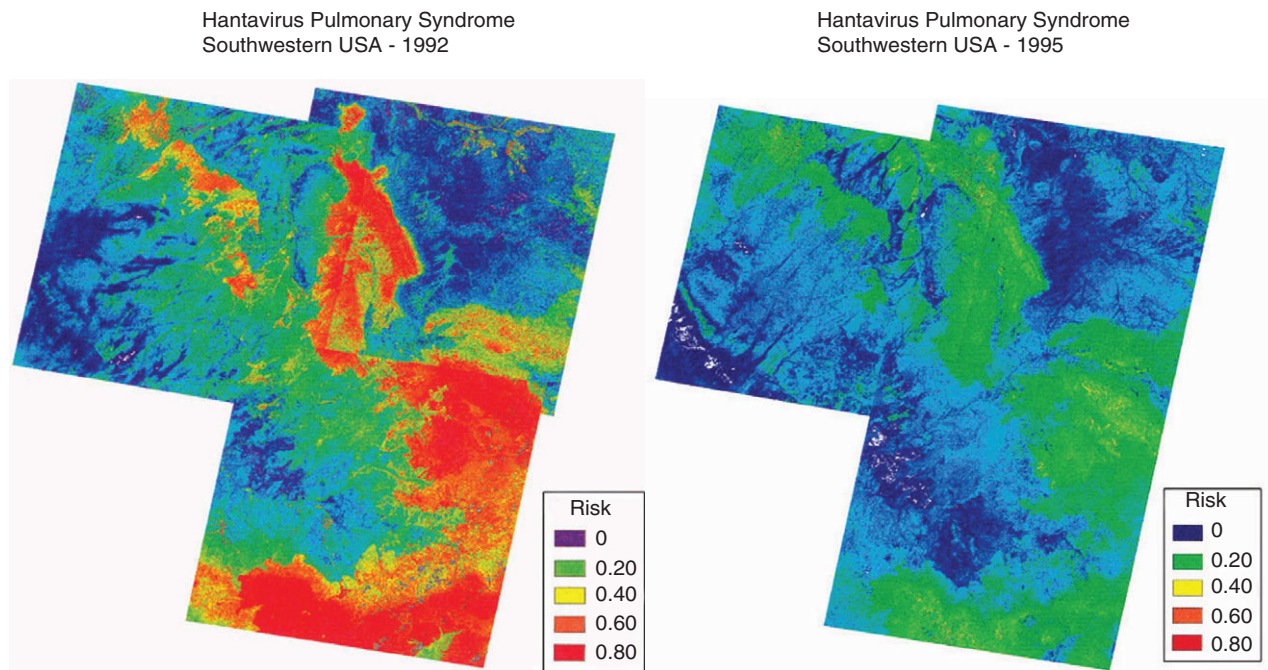 Hantavirus Pulmonary Syndrome
Southwestern USA - 1992
Hantavirus Pulmonary Syndrome
Southwestern USA - 1995
Risk
0
0.20
0.40
0.60
0.80
Risk
0
0.20
0.40
0.60
0.80